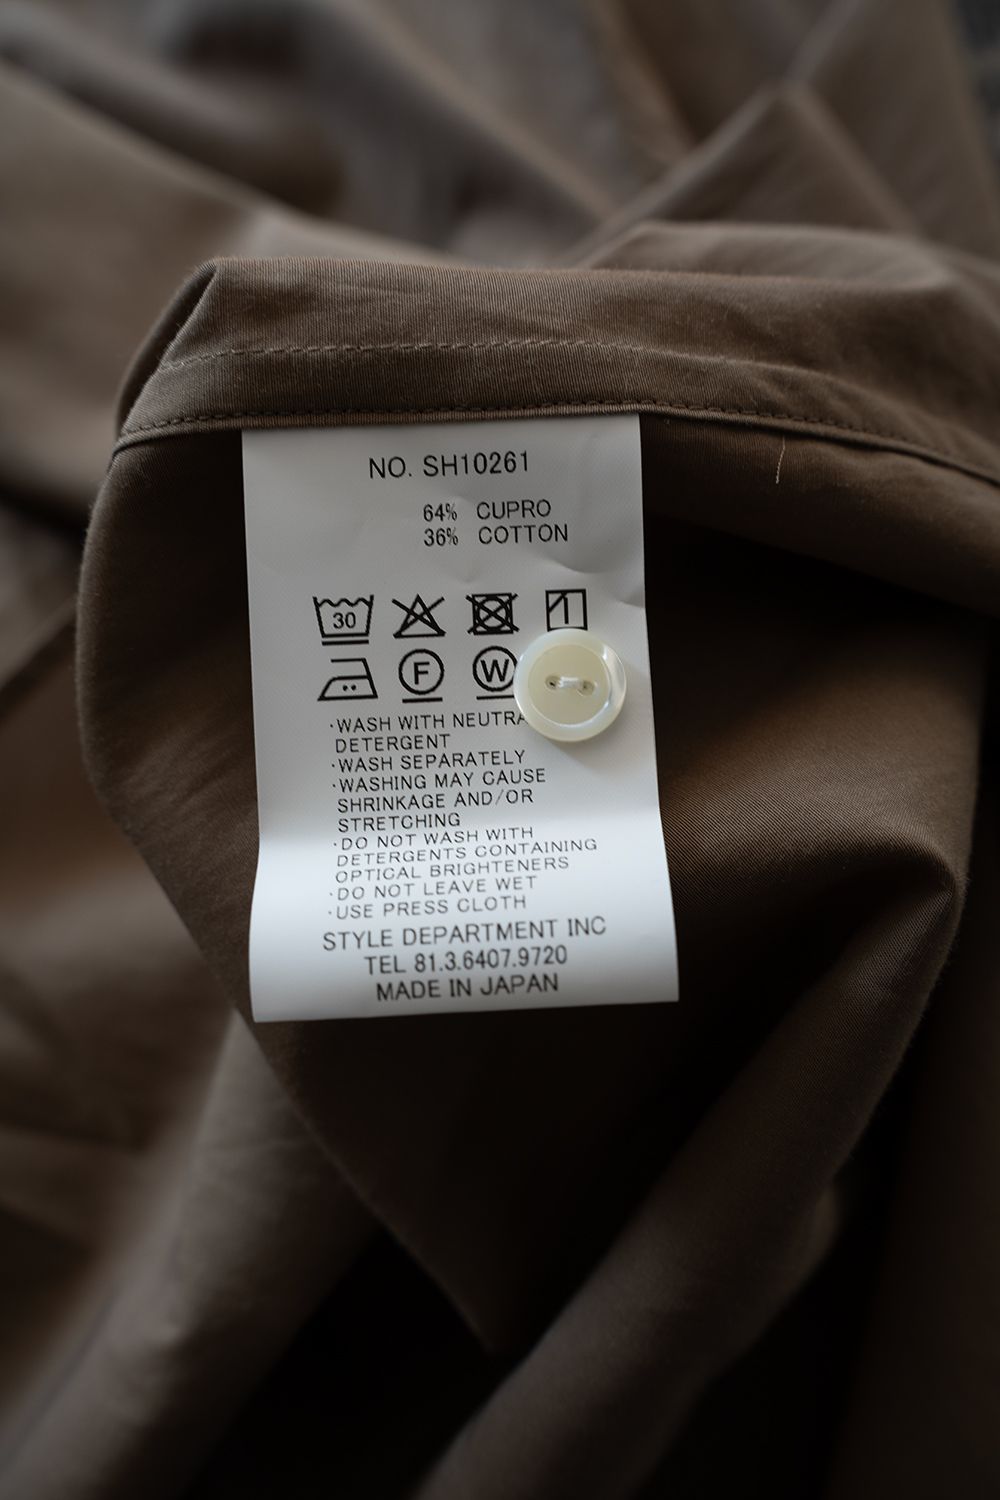 NO. SH10261
64% CUPRO
36% COTTON
30
F W
·WASH WITH NEUTRA
DETERGENT
·WASH SEPARATELY
·WASHING MAY CAUSE
SHRINKAGE AND/OR
STRETCHING
·DO NOT WASH WITH
DETERGENTS CONTAINING
OPTICAL BRIGHTENERS
·DO NOT LEAVE WET
·USE PRESS CLOTH
STYLE DEPARTMENT INC
TEL 81.3.6407.9720
MADE IN JAPAN